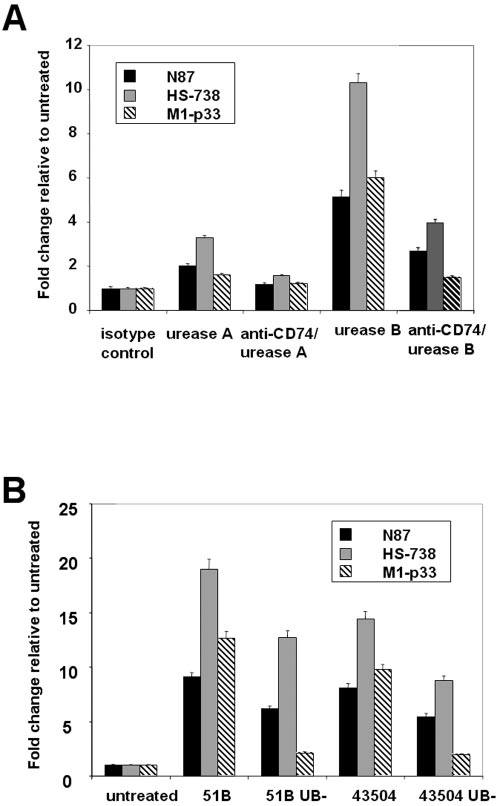 A
Fold change relative to untreated
12
10
8
6
4
2
0
N87
HS-738
M1-p33
isotype control
urease A
anti-CD74/ urease A
urease B
anti-CD74/ urease B
B
Fold change relative to untreated
25
20
15
10
5
0
N87
HS-738
M1-p33
untreated
51B
51B UB-
43504
43504 UB-